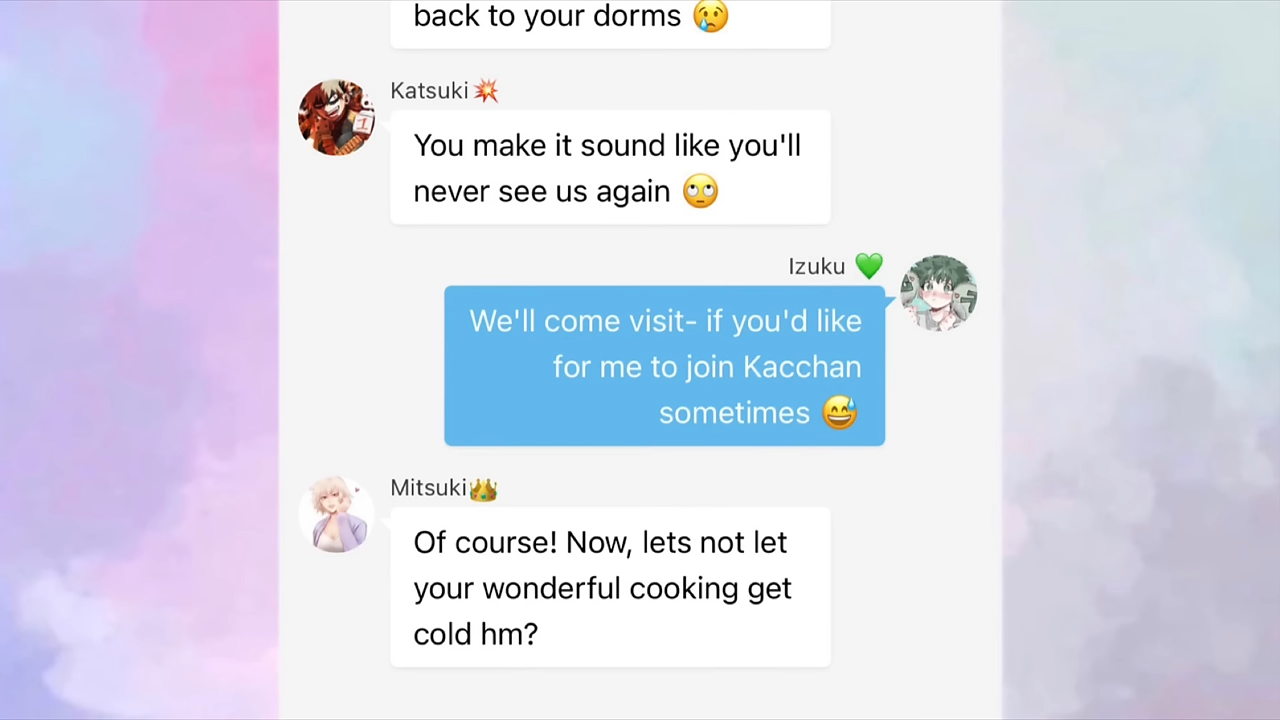 back to your dorms 😢
Katsuki 💥
You make it sound like you'll
never see us again 🙄
Izuku 💚
We'll come visit- if you'd like
for me to join Kacchan
sometimes 😅
Mitsuki👑
Of course! Now, lets not let
your wonderful cooking get
cold hm?